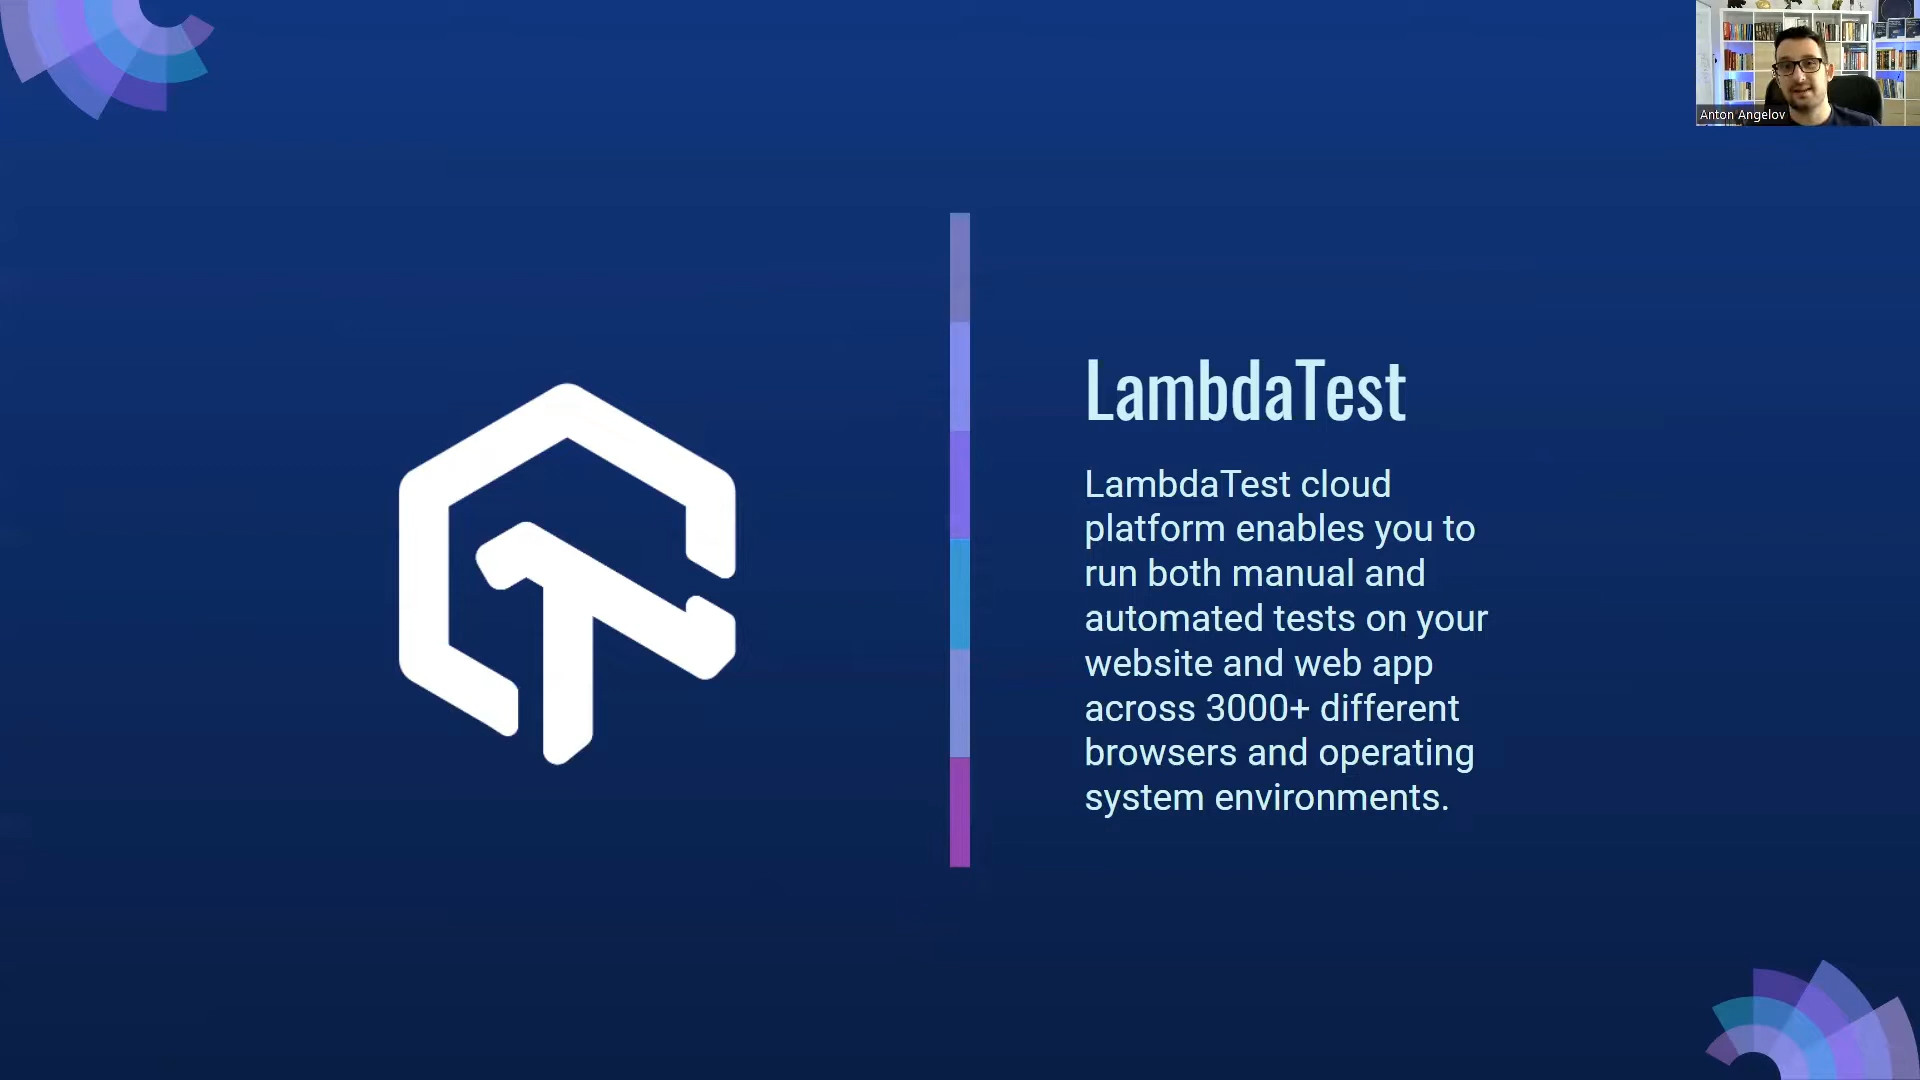 Anton Angelov
LambdaTest
LambdaTest cloud
platform enables you to
run both manual and
automated tests on your
website and web app
across 3000+ different
browsers and operating
system environments.